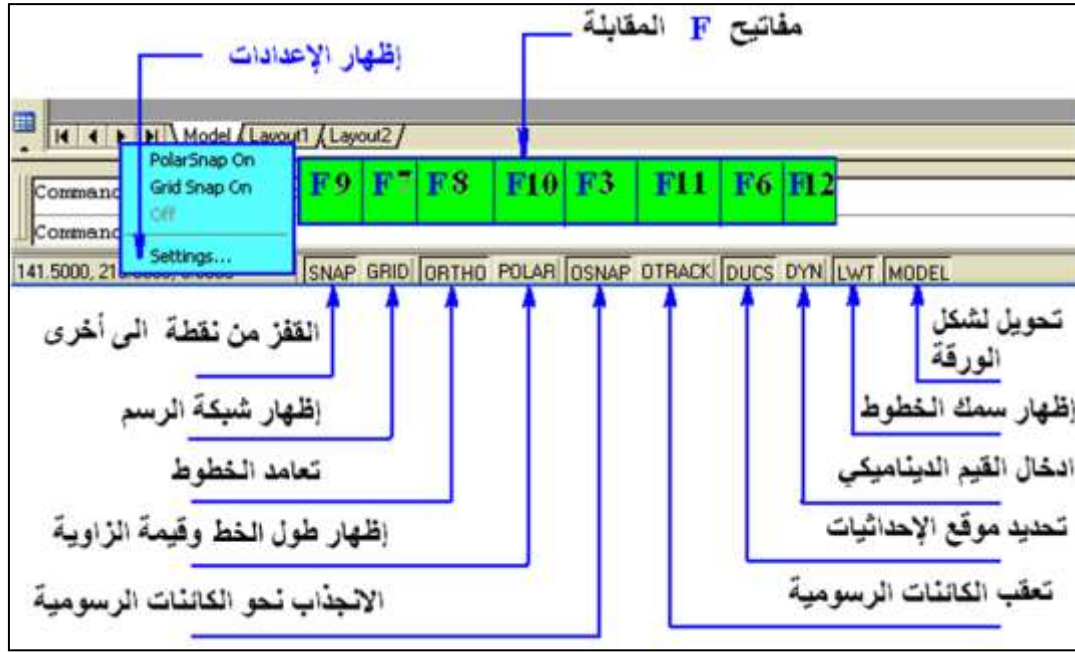 مفاتيح F المقابلة
إظهار الإعدادات
Model Layout1 Layout2
PolarSnap On
Grid Snap On
Off
Settings...
F9 F7 F8 F10 F3 F11 F6 F12
Command
Command
141.5000, 21
SNAP GRID ORTHO POLAR OSNAP OTRACK DUCS DYN LWT MODEL
القفز من نقطة الى أخرى
إظهار شبكة الرسم
تعامد الخطوط
إظهار طول الخط وقيمة الزاوية
الانجذاب نحو الكائنات الرسومية
تحويل لشكل
الورقة
إظهار سمك الخطوط
ادخال القيم الديناميكي
تحديد موقع الإحداثيات
تعقب الكائنات الرسومية